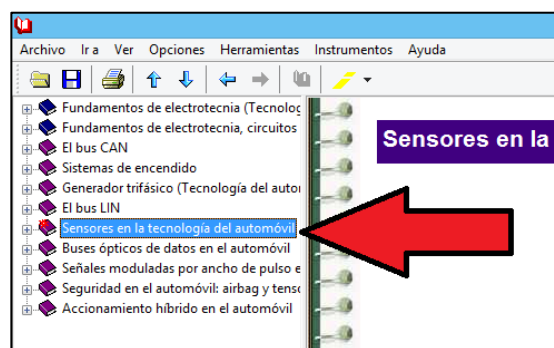 Archivo Ir a Ver Opciones Herramientas Instrumentos Ayuda
Fundamentos de electrotecnia (Tecnolog
Fundamentos de electrotecnia, circuitos
El bus CAN
Sistemas de encendido
Generador trifásico (Tecnología del autor
El bus LIN
Sensores en la tecnología del automóvil
Buses ópticos de datos en el automóvil
Señales moduladas por ancho de pulso e
Seguridad en el automóvil: airbag y tenso
Accionamiento híbrido en el automóvil
Sensores en la